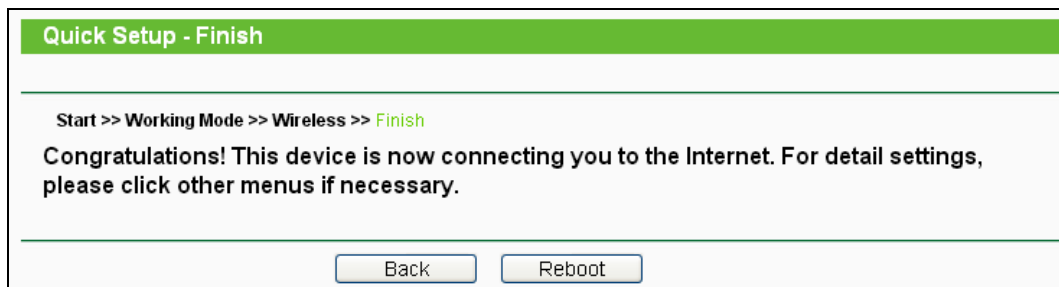 Quick Setup - Finish
Start >> Working Mode >> Wireless >> Finish
Congratulations! This device is now connecting you to the Internet. For detail settings,
please click other menus if necessary.
Back Reboot